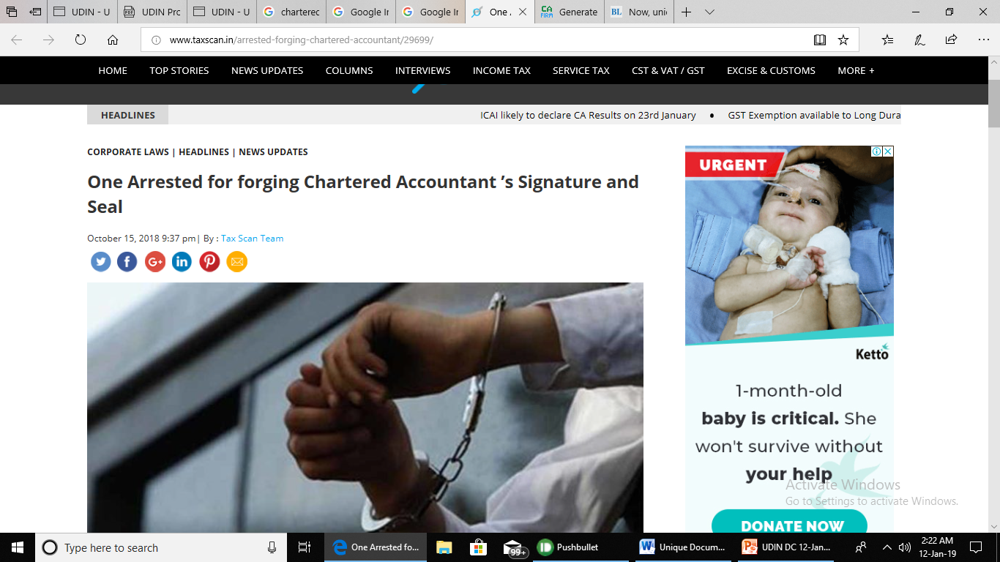 UDIN - U
UDIN Pro
UDIN - U
charterec
Google Ir
Google Ir
One
CA
FIRM
Generate
BL
Now, uni
www.taxscan.in/arrested-forging-chartered-accountant/29699/
HOME
TOP STORIES
NEWS UPDATES
COLUMNS
INTERVIEWS
INCOME TAX
SERVICE TAX
CST & VAT / GST
EXCISE & CUSTOMS
MORE +
HEADLINES
ICAI likely to declare CA Results on 23rd January • GST Exemption available to Long Dura
CORPORATE LAWS | HEADLINES | NEWS UPDATES
One Arrested for forging Chartered Accountant ’s Signature and
Seal
October 15, 2018 9:37 pm| By : Tax Scan Team
URGENT
Ketto
1-month-old
baby is critical. She
won't survive without
your help
DONATE NOW
Activate Windows
Go to Settings to activate Windows.
Type here to search
One Arrested fo...
99+
Pushbullet
Unique Docum...
UDIN DC 12-Jan...
2:22 AM
12-Jan-19